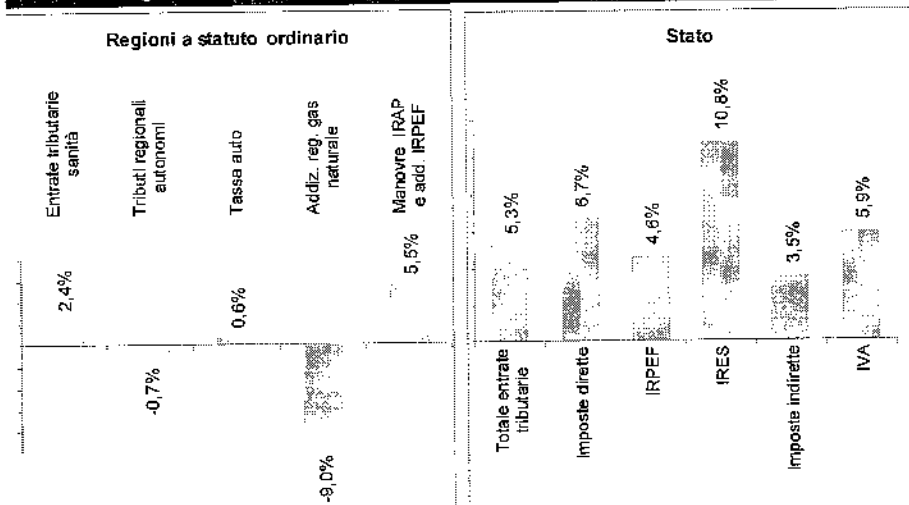 Regioni a statuto ordinario
Entrate tributarie
sanità
2,4%
Tributi regionali
autonomi
-0,7%
Tassa auto
0,6%
Addiz. reg. gas
naturale
-9,0%
Manovre IRAP
e add. IRPEF
5,5%
Stato
5,3%
Totale entrate
tributarie
6,7%
Imposte dirette
4,6%
IRPEF
10,8%
IRES
3,5%
Imposte indirette
5,9%
IVA